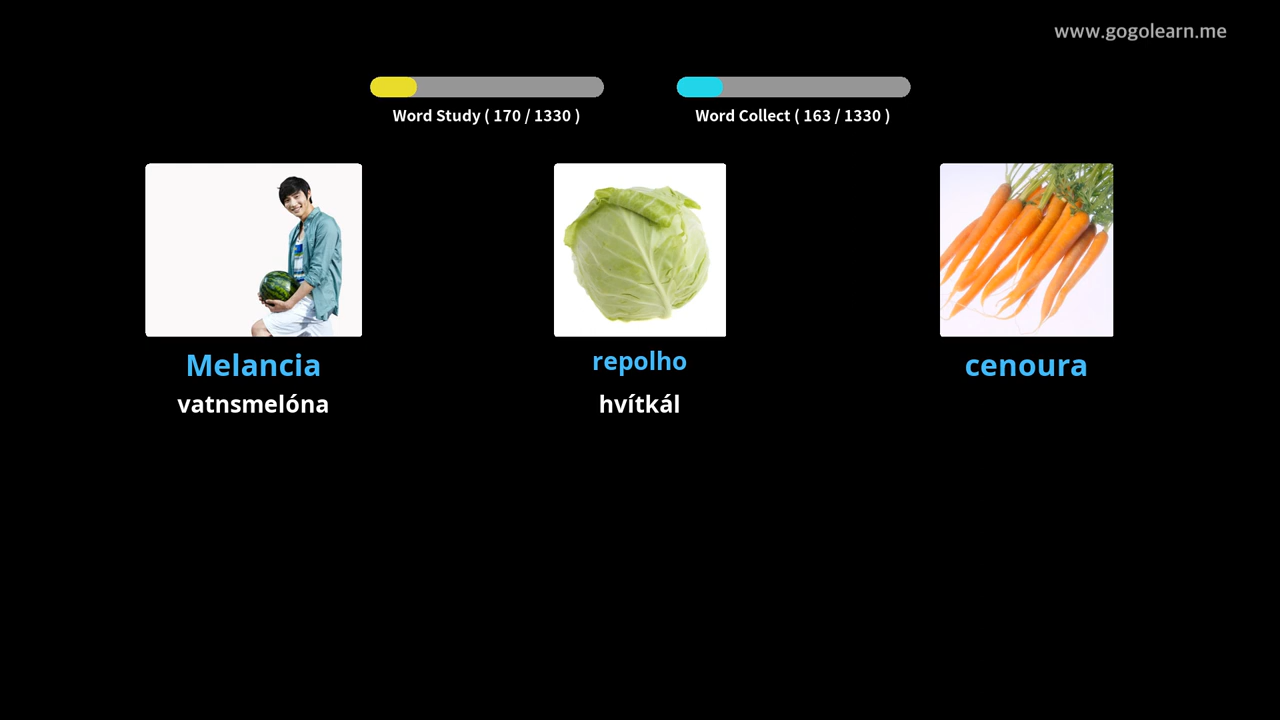 www.gogolearn.me
Word Study ( 170 / 1330 )
Word Collect ( 163 / 1330 )
Melancia
vatnsmelóna
repolho
hvítkál
cenoura